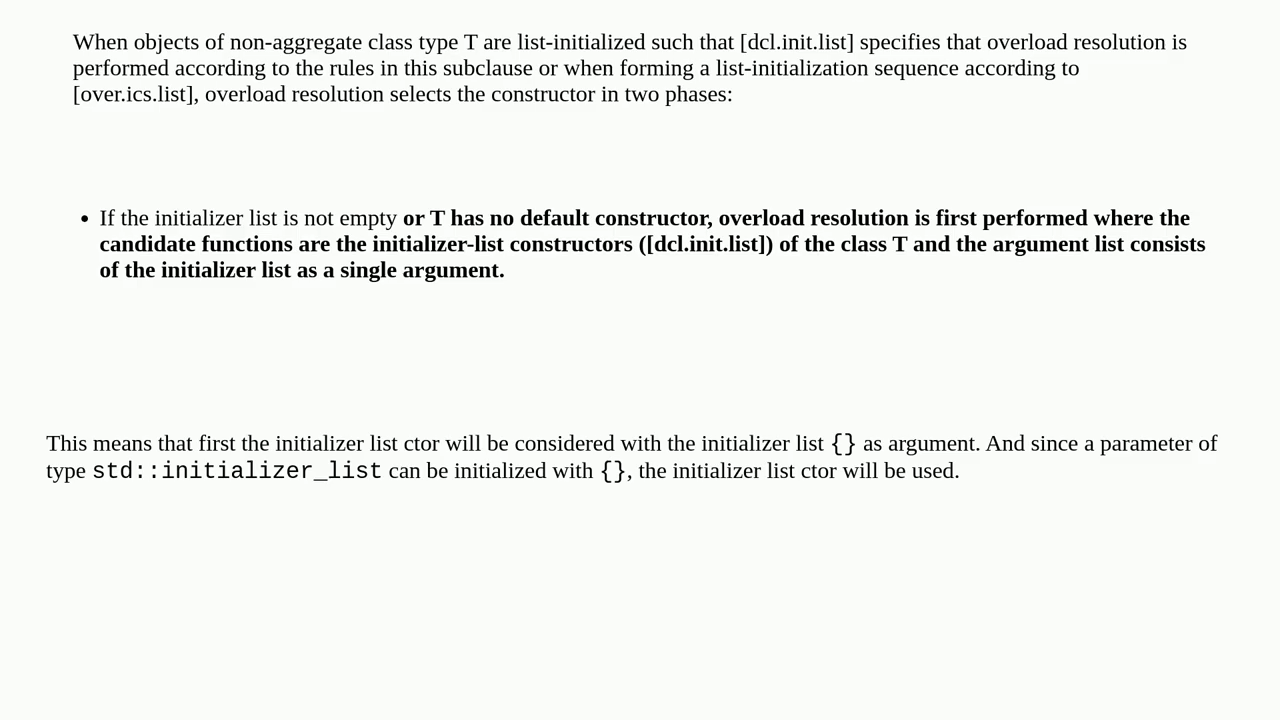 When objects of non-aggregate class type T are list-initialized such that [dcl.init.list] specifies that overload resolution is
performed according to the rules in this subclause or when forming a list-initialization sequence according to
[over.ics.list], overload resolution selects the constructor in two phases:
• If the initializer list is not empty or T has no default constructor, overload resolution is first performed where the
candidate functions are the initializer-list constructors ([dcl.init.list]) of the class T and the argument list consists
of the initializer list as a single argument.
This means that first the initializer list ctor will be considered with the initializer list {} as argument. And since a parameter of
type std::initializer_list can be initialized with {}, the initializer list ctor will be used.